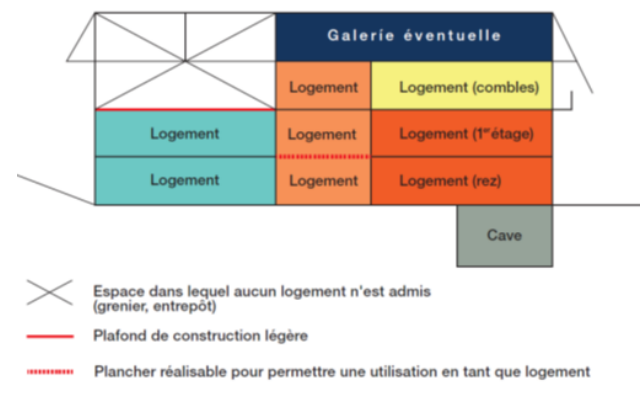 Galerie éventuelle
Logement Logement (combles)
Logement Logement Logement (1er étage)
Logement Logement Logement (rez)
Cave
Espace dans lequel aucun logement n'est admis
(grenier, entrepôt)
Plafond de construction légère
Plancher réalisable pour permettre une utilisation en tant que logement